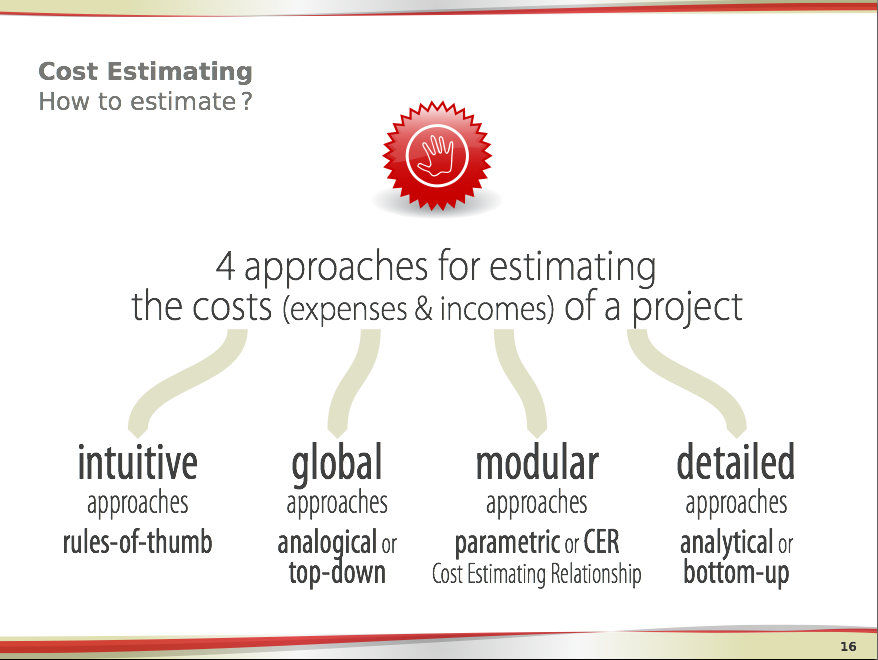 Cost Estimating
How to estimate ?
4 approaches for estimating
the costs (expenses & incomes) of a project
intuitive
approaches
rules-of-thumb
global
approaches
analogical or
top-down
modular
approaches
parametric or CER
Cost Estimating Relationship
detailed
approaches
analytical or
bottom-up
16